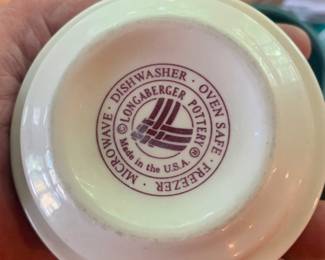 MICROWAVE · DISHWASHER · OVEN SAFE · FREEZER ·
© LONGABERGER POTTERY ®
Made in the U.S.A.